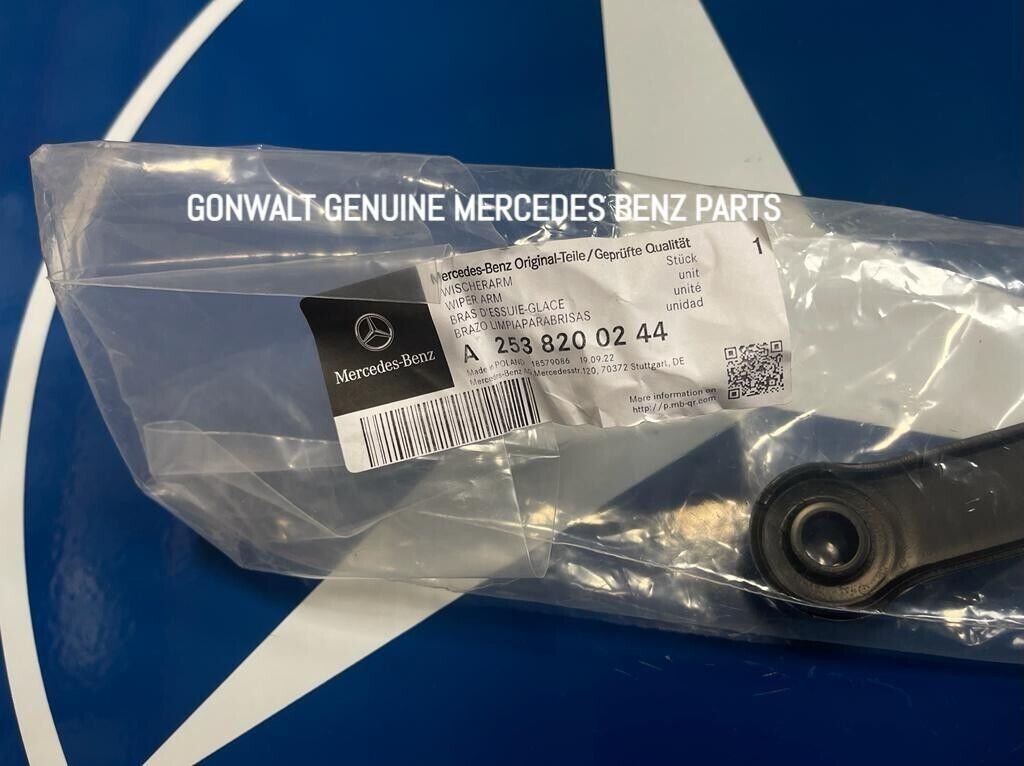 GONWALT GENUINE MERCEDES BENZ PARTS
Mercedes-Benz Original-Teile/Geprüfte Qualität
1
WISCHERARM
Stück
WIPER ARM
unit
BRAS D'ESSUIE-GLACE
unité
BRAZO LIMPIAPARABRISAS
unidad
A 253 820 02 44
Made in POLAND 18579086 19.09.22
Mercedes-Benz AG Mercedesstr.120, 70372 Stuttgart, DE
Mercedes-Benz
More information on
http://p.mb-qr.com